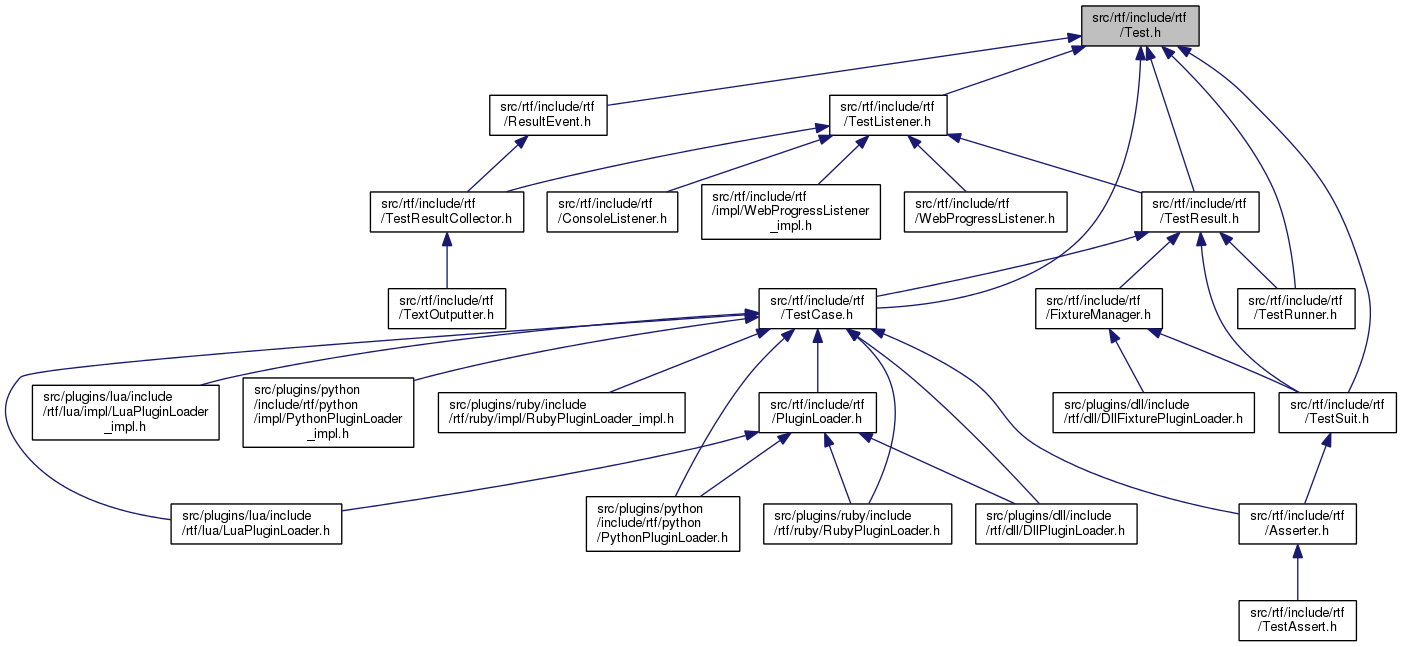 src/rtf/include/rtf
/Test.h
src/rtf/include/rtf
/ResultEvent.h
src/rtf/include/rtf
/TestListener.h
src/rtf/include/rtf
/TestResultCollector.h
src/rtf/include/rtf
/ConsoleListener.h
src/rtf/include/rtf
/impl/WebProgressListener
_impl.h
src/rtf/include/rtf
/WebProgressListener.h
src/rtf/include/rtf
/TestResult.h
src/rtf/include/rtf
/TextOutputter.h
src/rtf/include/rtf
/TestCase.h
src/rtf/include/rtf
/FixtureManager.h
src/rtf/include/rtf
/TestRunner.h
src/plugins/lua/include
/rtf/lua/impl/LuaPluginLoader
_impl.h
src/plugins/python
/include/rtf/python
/impl/PythonPluginLoader
_impl.h
src/plugins/ruby/include
/rtf/ruby/impl/RubyPluginLoader_impl.h
src/rtf/include/rtf
/PluginLoader.h
src/plugins/dll/include
/rtf/dll/DllFixturePluginLoader.h
src/rtf/include/rtf
/TestSuit.h
src/plugins/lua/include
/rtf/lua/LuaPluginLoader.h
src/plugins/python
/include/rtf/python
/PythonPluginLoader.h
src/plugins/ruby/include
/rtf/ruby/RubyPluginLoader.h
src/plugins/dll/include
/rtf/dll/DllPluginLoader.h
src/rtf/include/rtf
/Asserter.h
src/rtf/include/rtf
/TestAssert.h